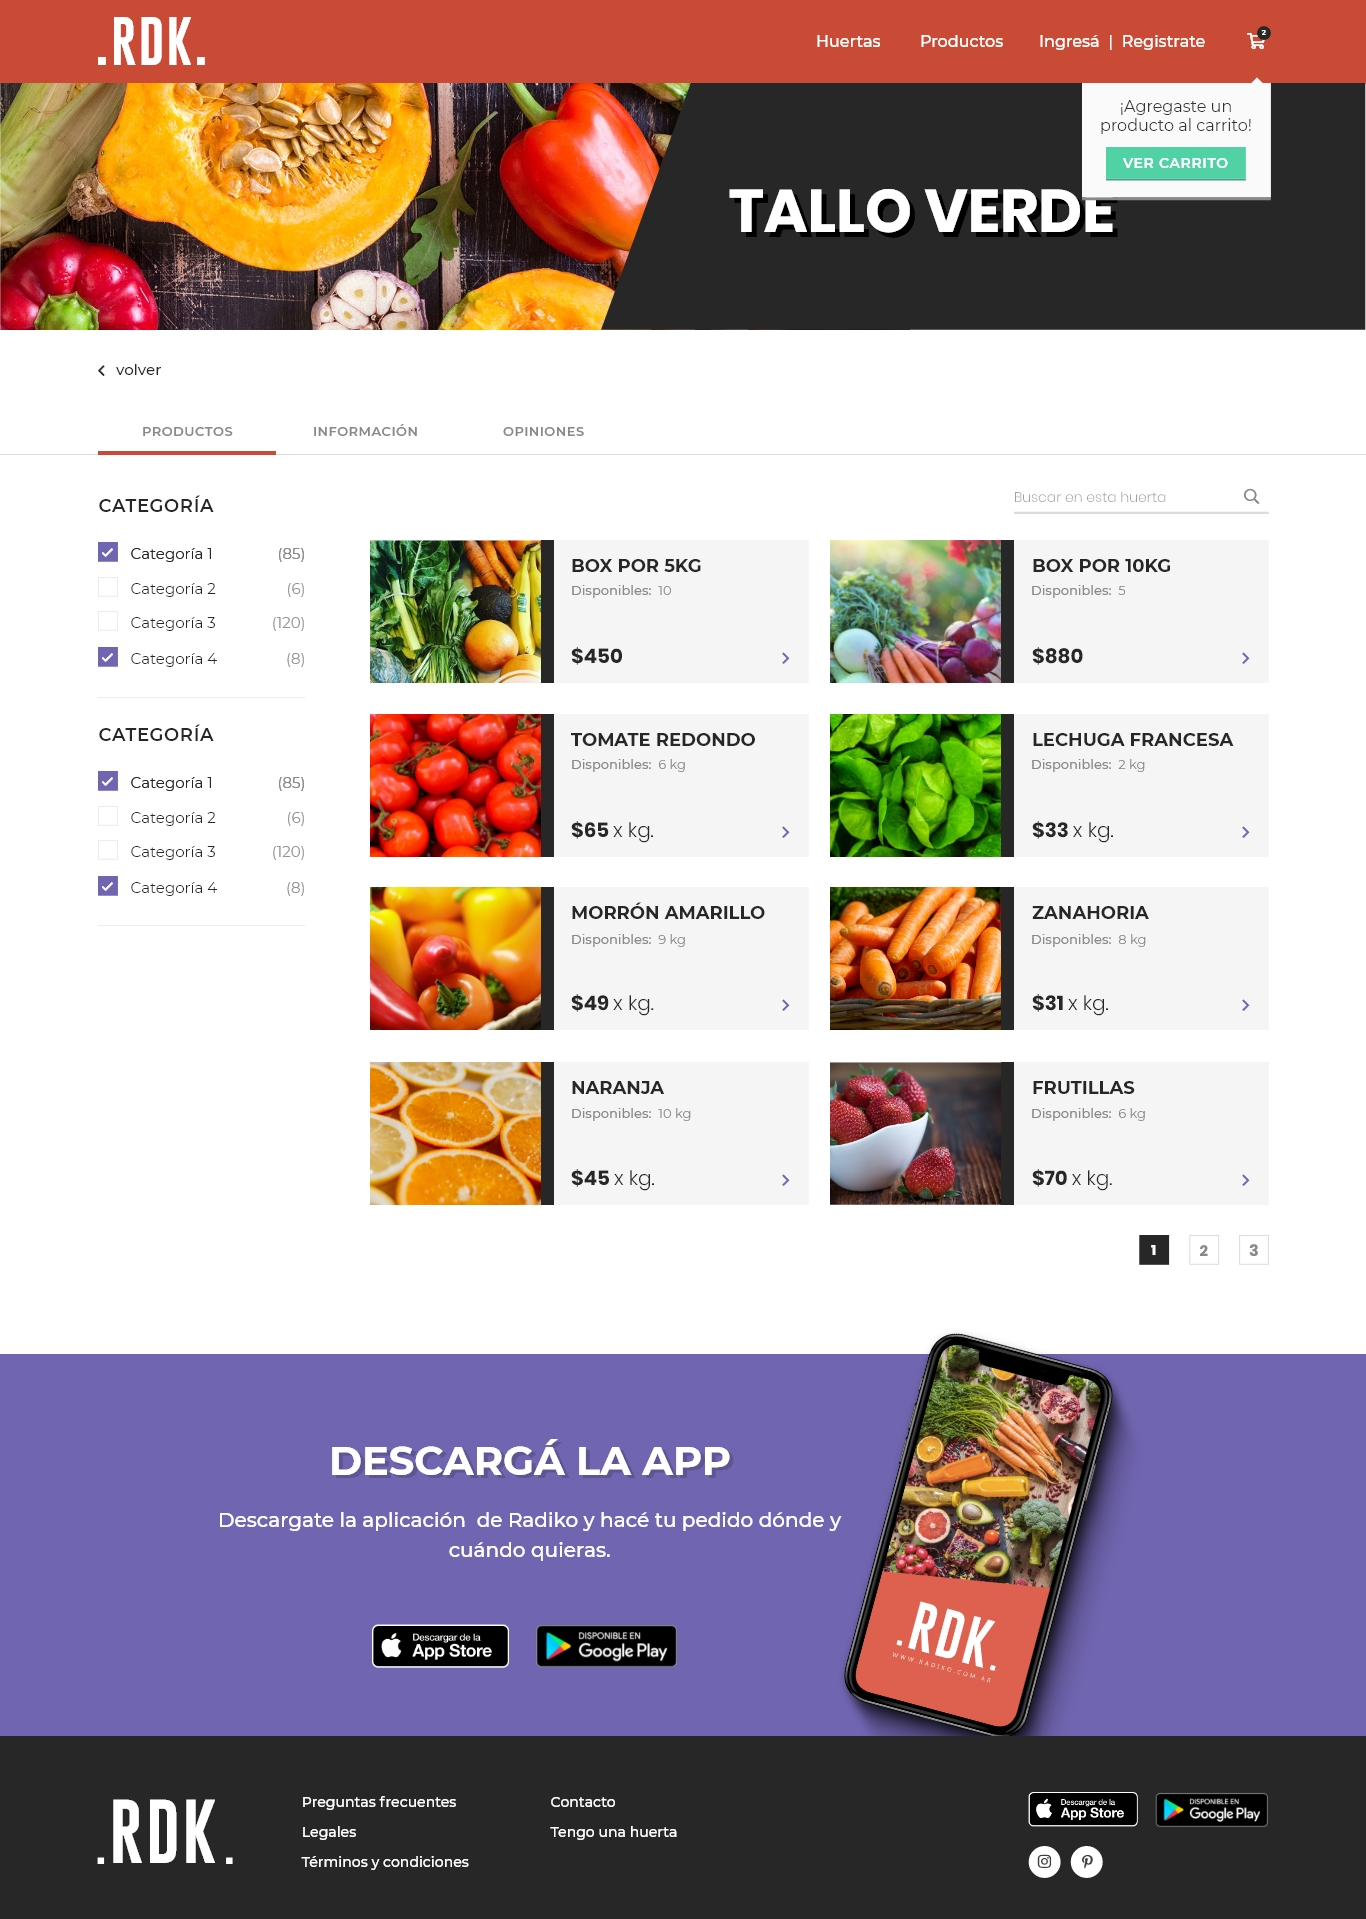 .RDK.
Huertas
Productos
Ingresá | Registrate
2
¡Agregaste un
producto al carrito!
VER CARRITO
TALLO VERDE
volver
PRODUCTOS
INFORMACIÓN
OPINIONES
CATEGORÍA
Categoría 1 (85)
Categoría 2 (6)
Categoría 3 (120)
Categoría 4 (8)
CATEGORÍA
Categoría 1 (85)
Categoría 2 (6)
Categoría 3 (120)
Categoría 4 (8)
Buscar en esta huerta
BOX POR 5KG
Disponibles: 10
$450
BOX POR 10KG
Disponibles: 5
$880
TOMATE REDONDO
Disponibles: 6 kg
$65 x kg.
LECHUGA FRANCESA
Disponibles: 2 kg
$33 x kg.
MORRÓN AMARILLO
Disponibles: 9 kg
$49 x kg.
ZANAHORIA
Disponibles: 8 kg
$31 x kg.
NARANJA
Disponibles: 10 kg
$45 x kg.
FRUTILLAS
Disponibles: 6 kg
$70 x kg.
1
2
3
DESCARGÁ LA APP
Descargate la aplicación de Radiko y hacé tu pedido dónde y
cuándo quieras.
Descargar de la
App Store
DISPONIBLE EN
Google Play
.RDK.
WWW.RADIKO.COM.AR
.RDK.
Preguntas frecuentes
Legales
Términos y condiciones
Contacto
Tengo una huerta
Descargar de la
App Store
DISPONIBLE EN
Google Play